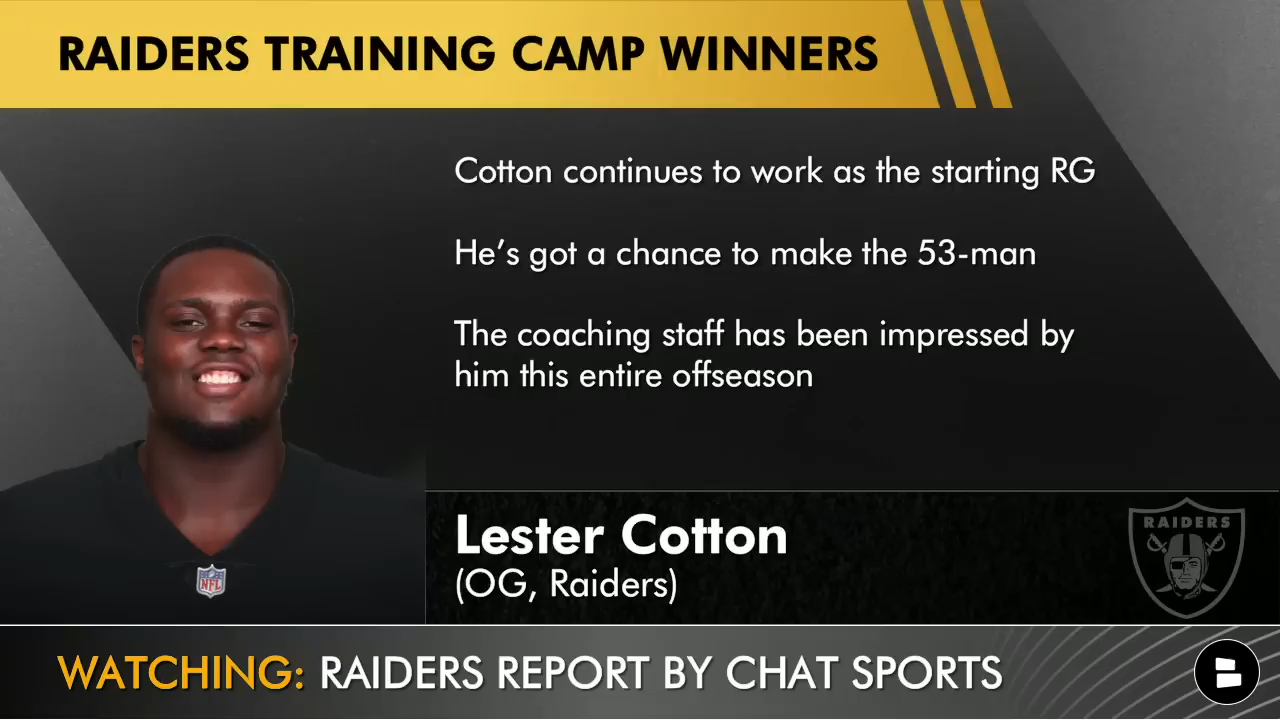 RAIDERS TRAINING CAMP WINNERS
Cotton continues to work as the starting RG
He's got a chance to make the 53-man
The coaching staff has been impressed by
him this entire offseason
NFL
Lester Cotton
(OG, Raiders)
RAIDERS
WATCHING: RAIDERS REPORT BY CHAT SPORTS